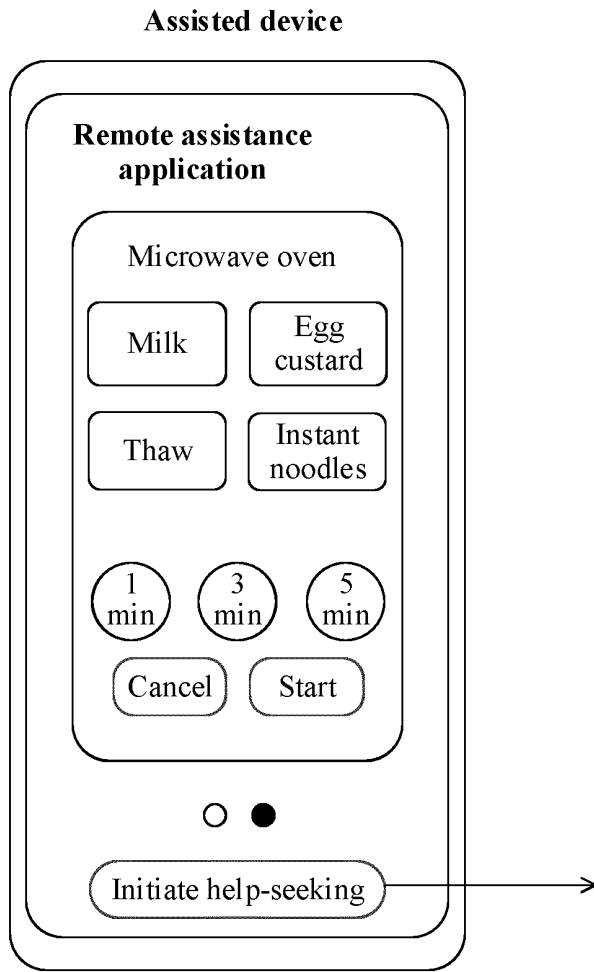 Assisted device
Remote assistance
application
Microwave oven
Milk
Egg
custard
Thaw
Instant
noodles
1
min
3
min
5
min
Cancel
Start
Initiate help-seeking